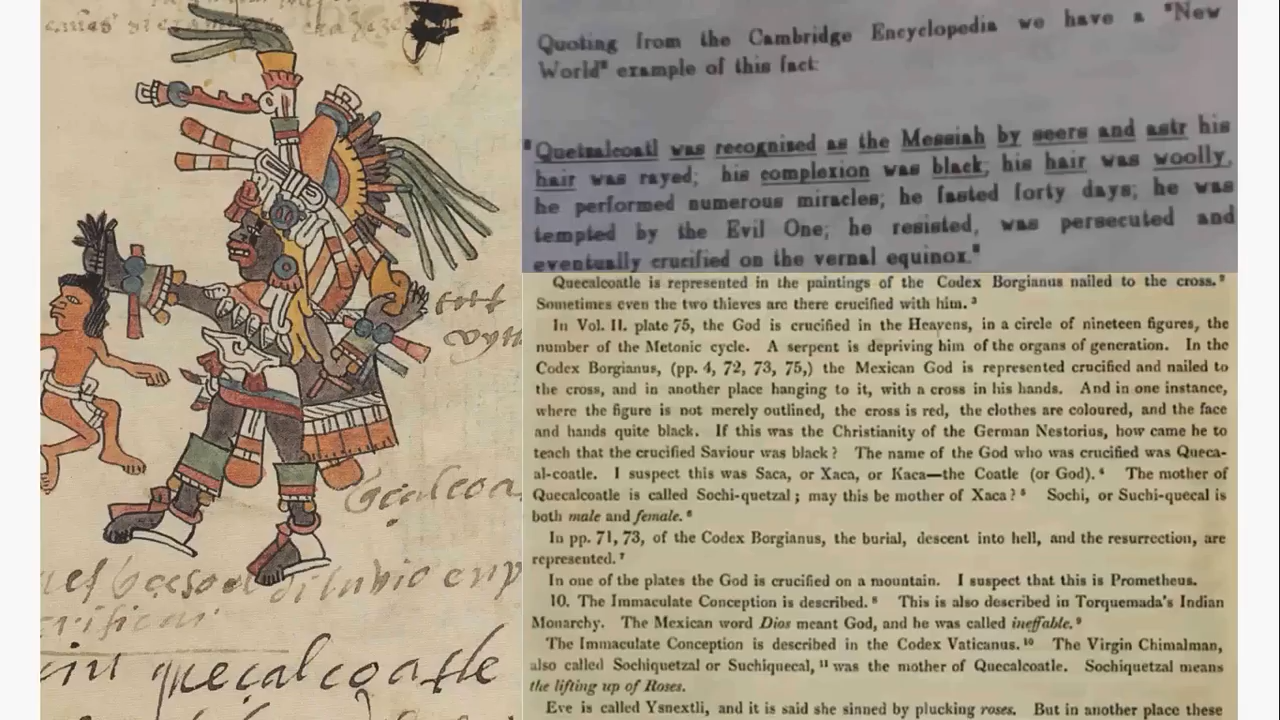 Quoting from the Cambridge Encyclopedia we have a "New
World" example of this fact:
"Quetzalcoatl was recognised as the Messiah by seers and astr his
hair was rayed; his complexion was black; his hair was woolly,
he performed numerous miracles; he fasted forty days; he was
tempted by the Evil One; he resisted, was persecuted and
eventually crucified on the vernal equinox."
Quecalcoatle is represented in the paintings of the Codex Borgianus nailed to the cross.²
Sometimes even the two thieves are there crucified with him.³
In Vol. II. plate 75, the God is crucified in the Heavens, in a circle of nineteen figures, the
number of the Metonic cycle. A serpent is depriving him of the organs of generation. In the
Codex Borgianus, (pp. 4, 72, 73, 75,) the Mexican God is represented crucified and nailed to
the cross, and in another place hanging to it, with a cross in his hands. And in one instance,
where the figure is not merely outlined, the cross is red, the clothes are coloured, and the face
and hands quite black. If this was the Christianity of the German Nestorius, how came he to
teach that the crucified Saviour was black? The name of the God who was crucified was Queca-
al-coatle. I suspect this was Saca, or Xaca, or Kaca—the Coatle (or God).⁴ The mother of
Quecalcoatle is called Sochi-quetzal; may this be mother of Xaca?⁵ Sochi, or Suchi-quecal is
both male and female.⁶
In pp. 71, 73, of the Codex Borgianus, the burial, descent into hell, and the resurrection, are
represented.⁷
In one of the plates the God is crucified on a mountain. I suspect that this is Prometheus.
10. The Immaculate Conception is described.⁸ This is also described in Torquemada's Indian
Monarchy. The Mexican word Dios meant God, and he was called ineffable.⁹
The Immaculate Conception is described in the Codex Vaticanus.¹⁰ The Virgin Chimalman,
also called Sochiquetzal or Suchiquecal,¹¹ was the mother of Quecalcoatle. Sochiquetzal means
the lifting up of Roses.
Eve is called Ysnextli, and it is said she sinned by plucking roses. But in another place these
quecalcoatle